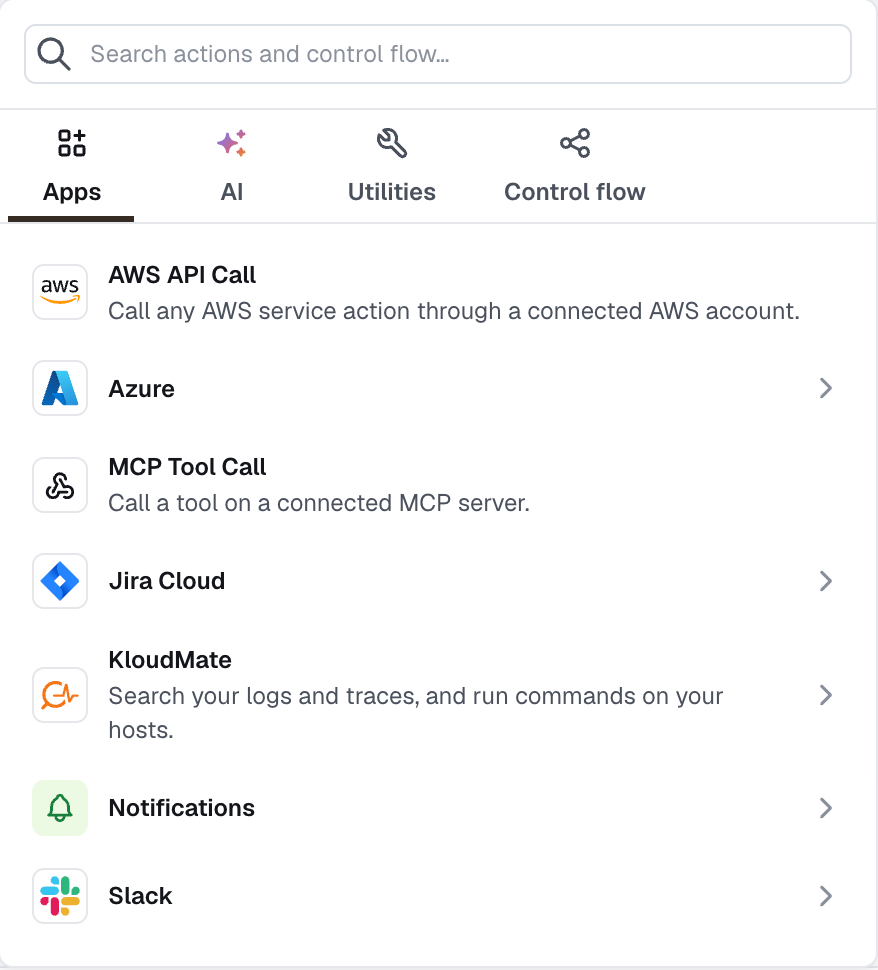 Search actions and control flow...
Apps
AI
Utilities
Control flow
aws
AWS API Call
Call any AWS service action through a connected AWS account.
Azure
MCP Tool Call
Call a tool on a connected MCP server.
Jira Cloud
KloudMate
Search your logs and traces, and run commands on your
hosts.
Notifications
Slack